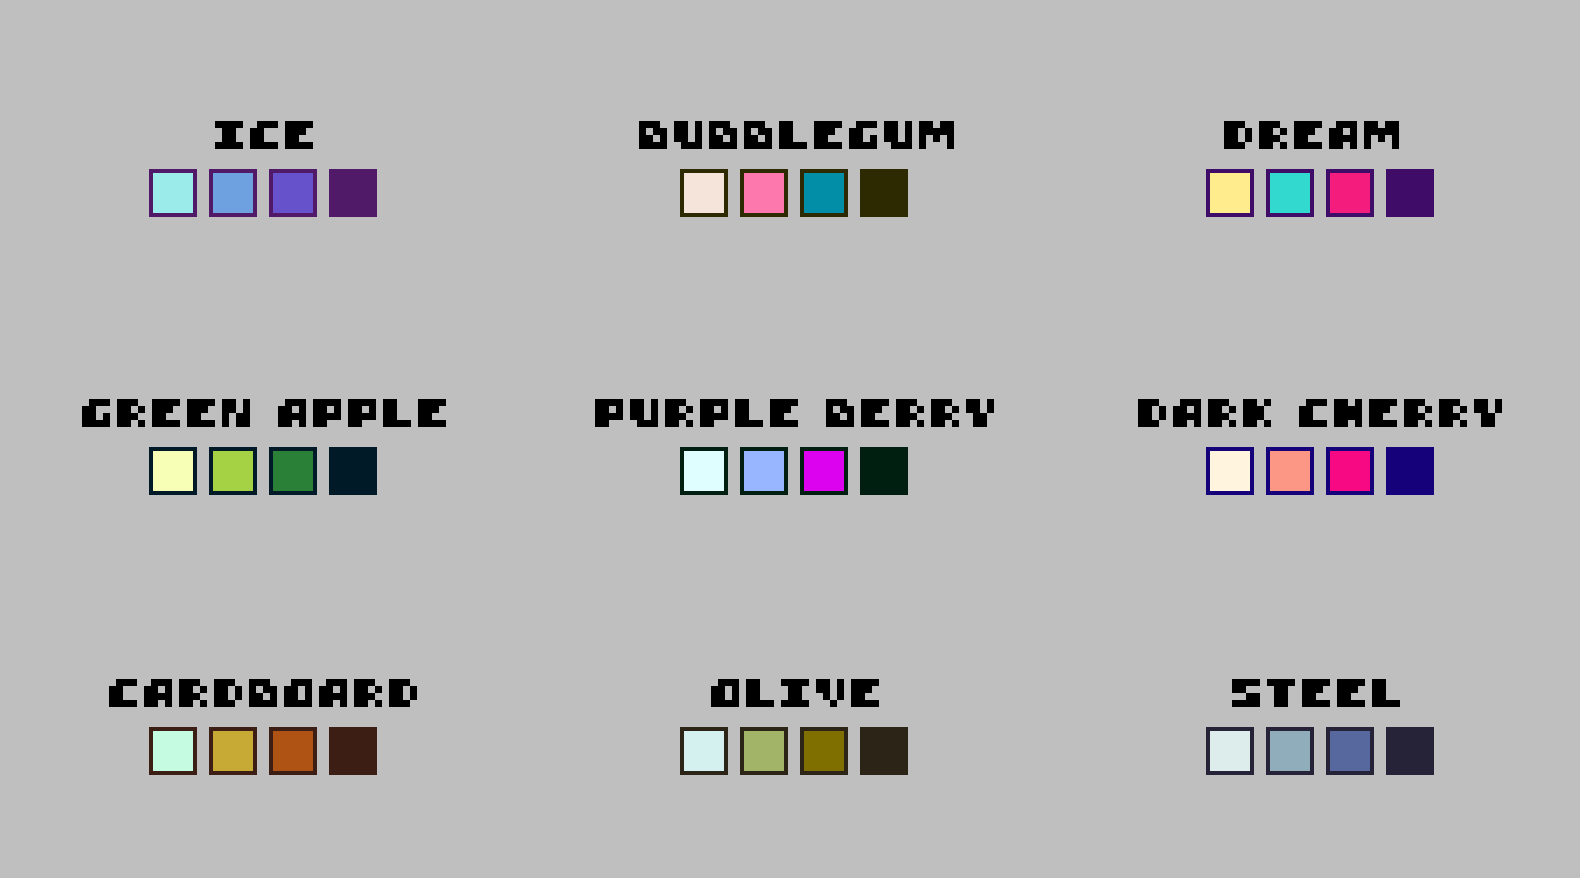 ICE
BUBBLEGUM
DREAM
GREEN APPLE
PURPLE BERRY
DARK CHERRY
CARDBOARD
OLIVE
STEEL